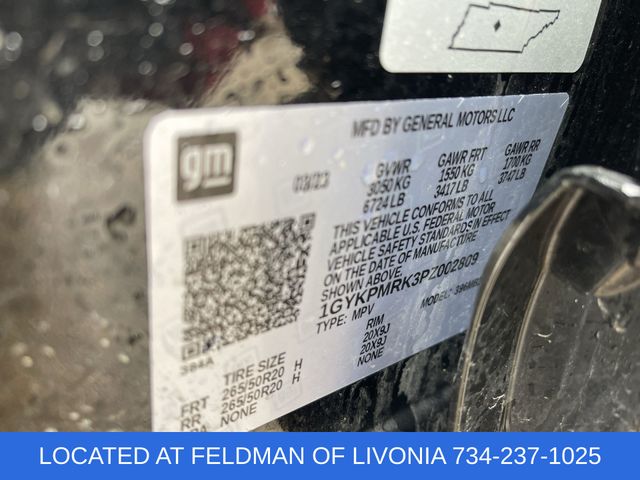 MFD BY GENERAL MOTORS LLC
gm
GVWR GAWR FRT GAWR RR
3050 KG 1550 KG 1700 KG
6724 LB 3417 LB 3747 LB
THIS VEHICLE CONFORMS TO ALL
APPLICABLE U.S. FEDERAL MOTOR
VEHICLE SAFETY STANDARDS IN EFFECT
ON THE DATE OF MANUFACTURE
SHOWN ABOVE.
1GYKPMRK3PZ002809
TYPE: MPV MODEL:
TIRE SIZE RIM
FRT 265/50R20 H 20X9J
RR 265/50R20 H 20X9J
NONE NONE
LOCATED AT FELDMAN OF LIVONIA 734-237-1025